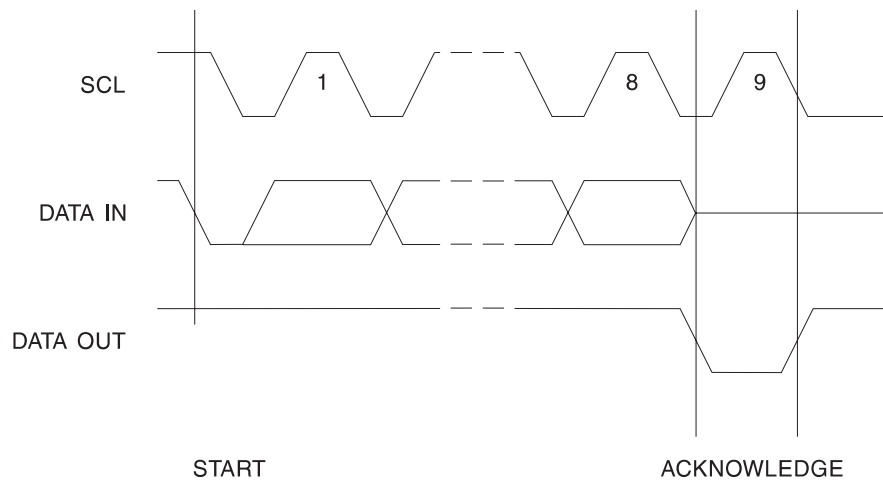 SCL
1
8
9
DATA IN
DATA OUT
START
ACKNOWLEDGE